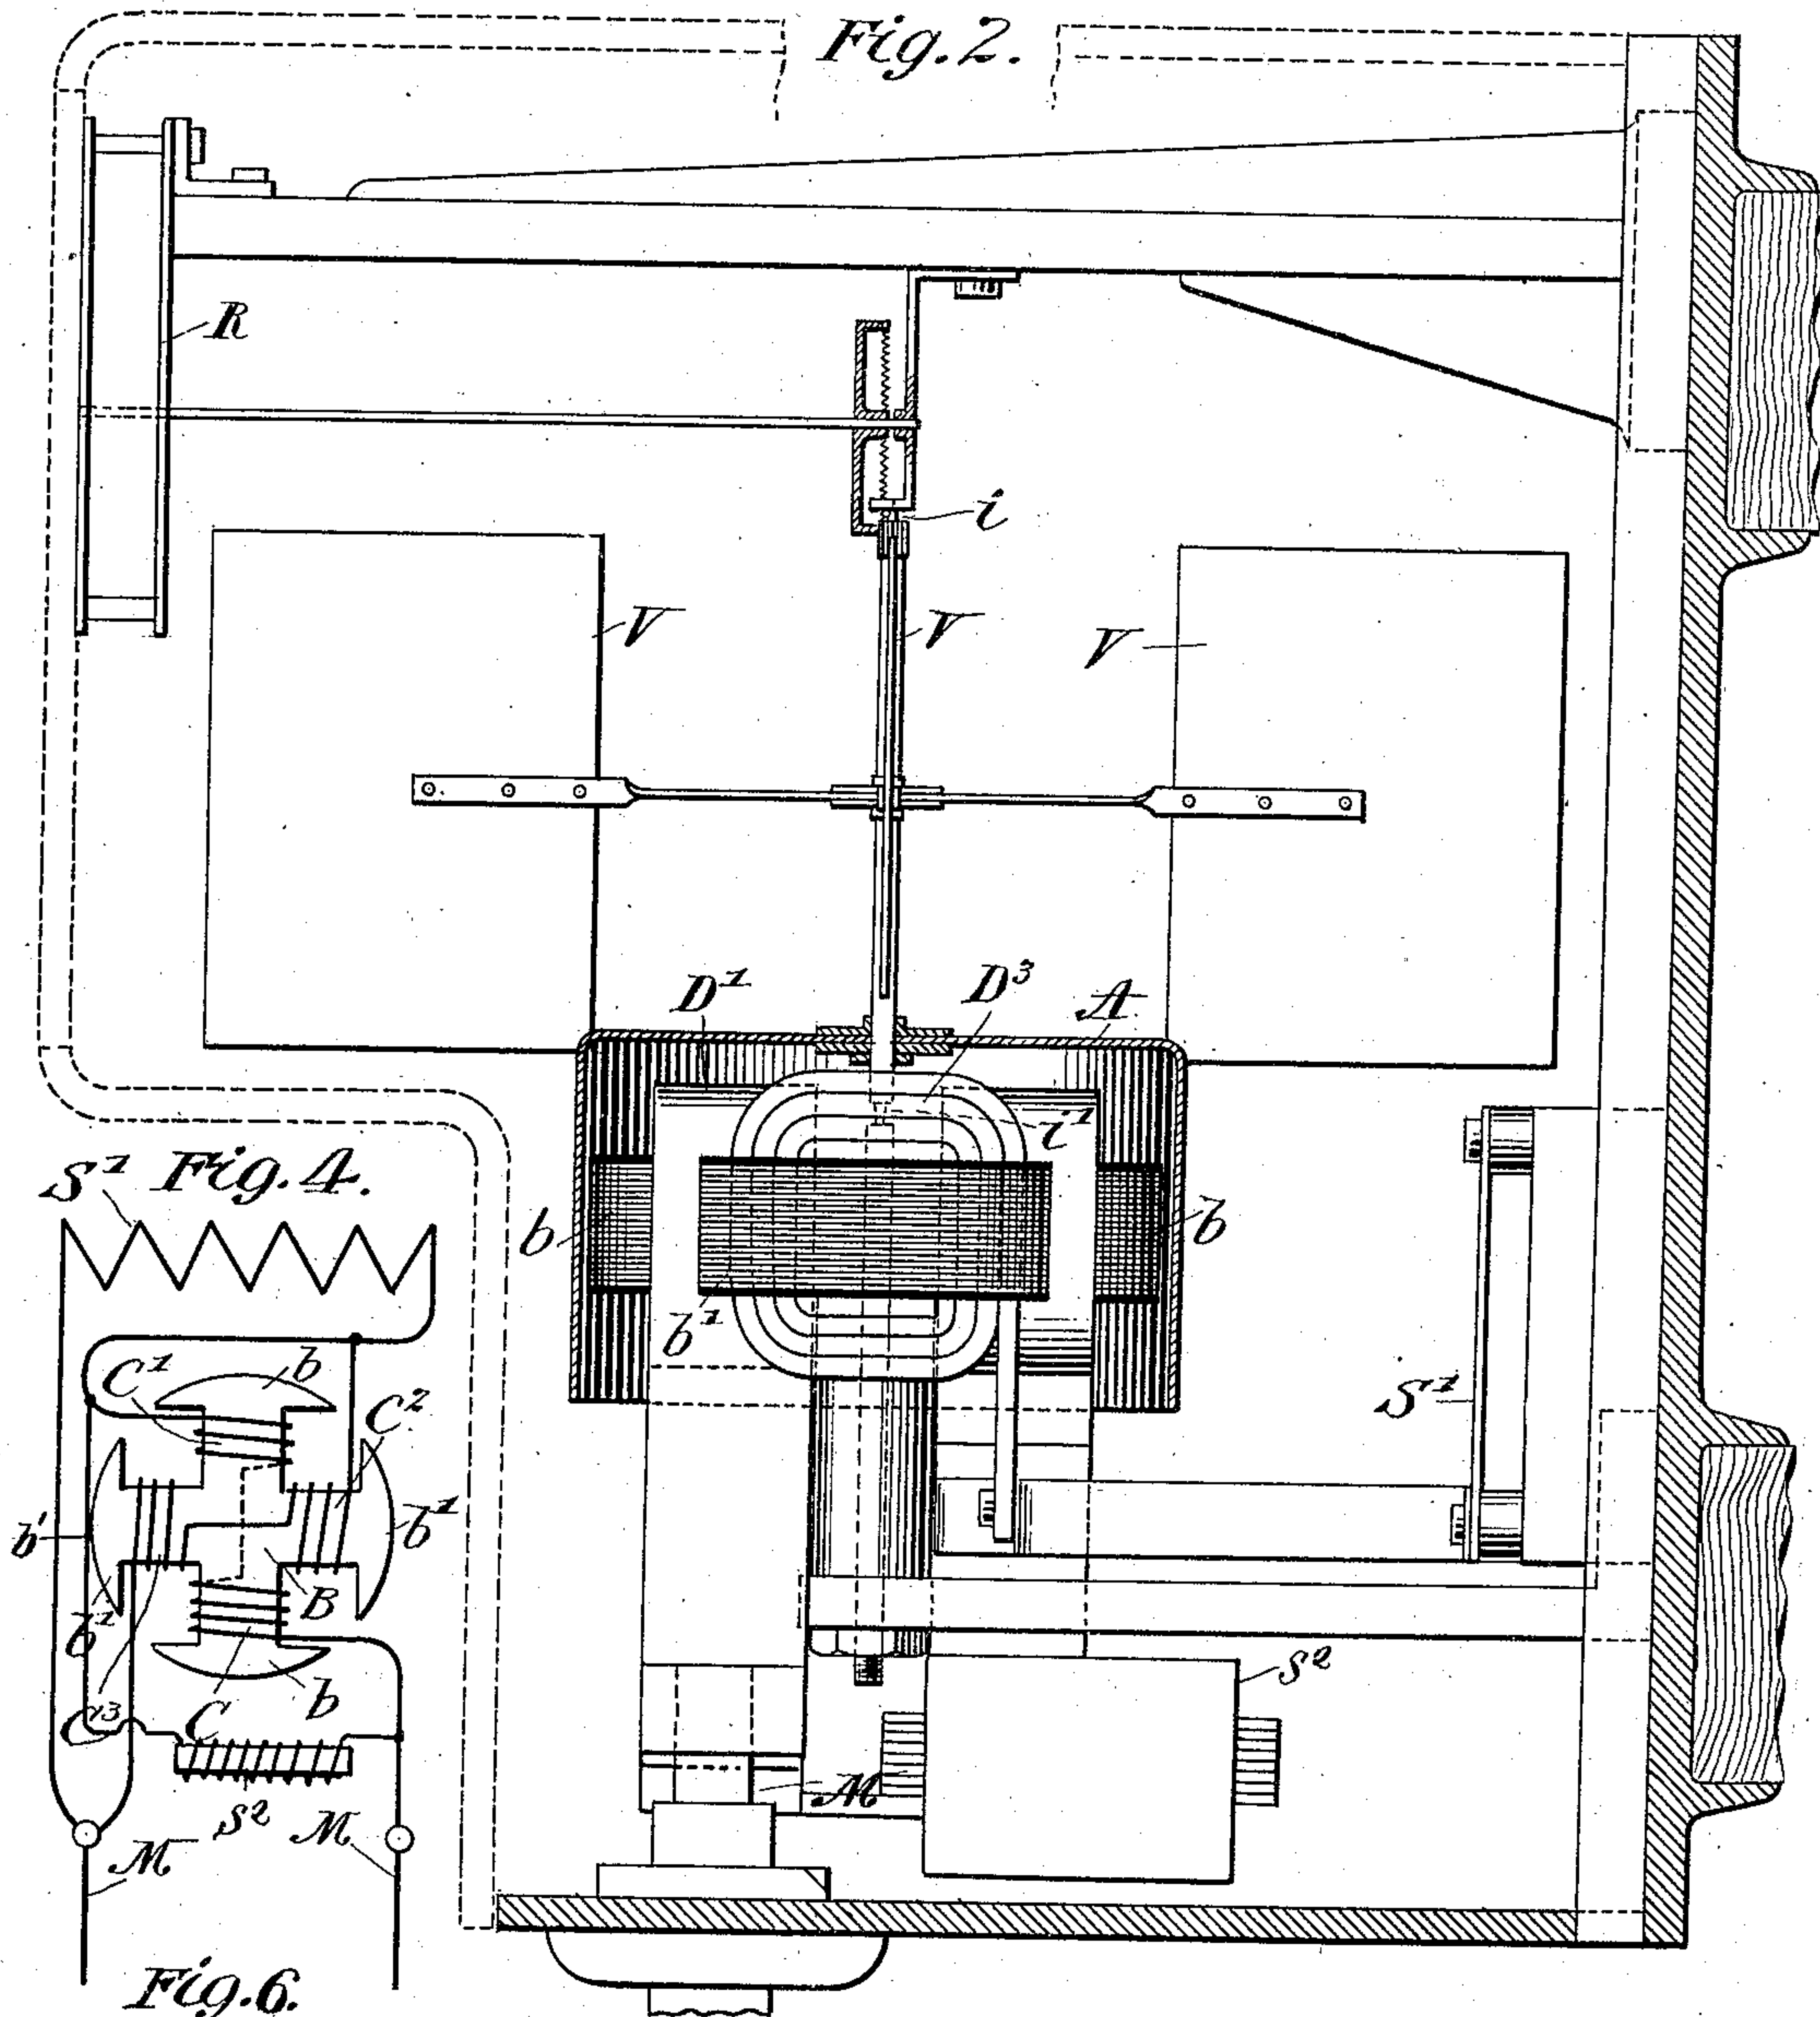 Fig. 2.
R
i
V
V
V
D¹
D³
A
i¹
b
b
b¹
S¹
S²
M
Fig. 4.
S¹
C¹
b
C²
b'
b¹
b¹
B
C³
C
b
S²
M
M
Fig. 6.